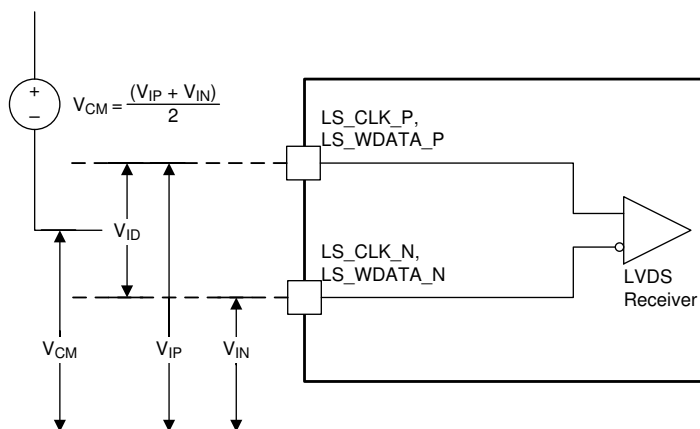 +
−
V_CM = (V_IP + V_IN) / 2
LS_CLK_P,
LS_WDATA_P
V_ID
LS_CLK_N,
LS_WDATA_N
LVDS
Receiver
V_CM
V_IP
V_IN